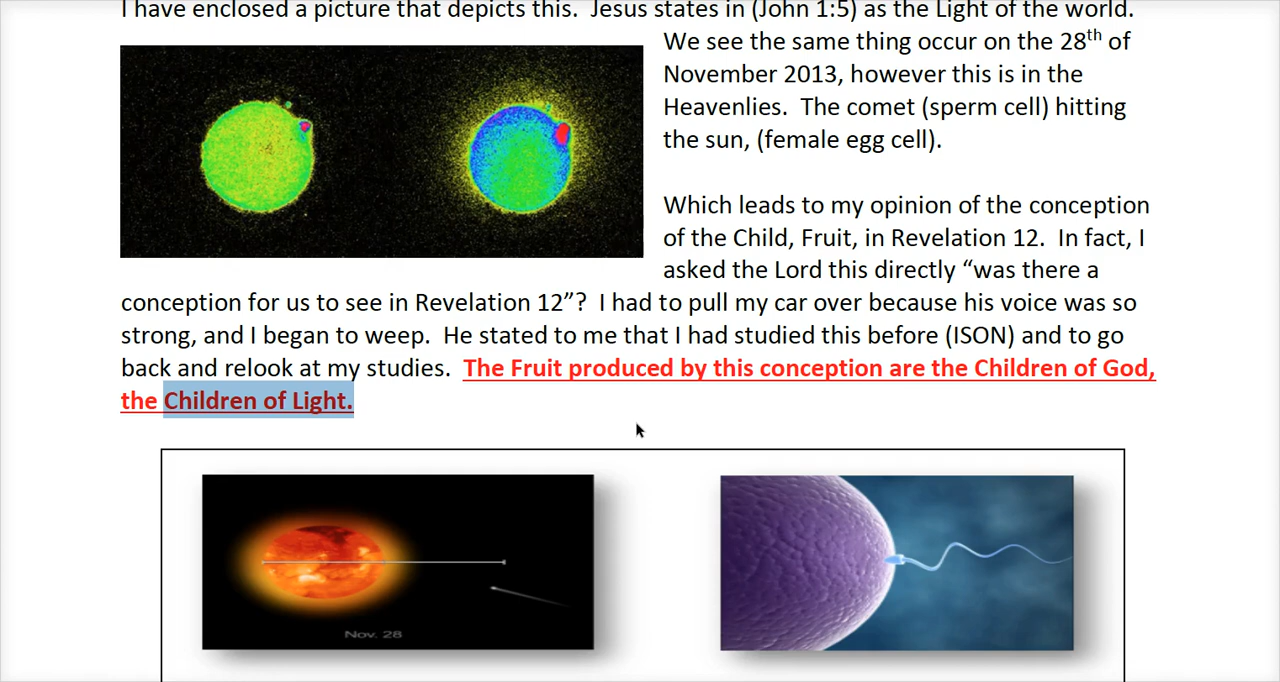 I have enclosed a picture that depicts this.  Jesus states in (John 1:5) as the Light of the world.
We see the same thing occur on the 28th of
November 2013, however this is in the
Heavenlies.  The comet (sperm cell) hitting
the sun, (female egg cell).
Which leads to my opinion of the conception
of the Child, Fruit, in Revelation 12.  In fact, I
asked the Lord this directly “was there a
conception for us to see in Revelation 12”?  I had to pull my car over because his voice was so
strong, and I began to weep.  He stated to me that I had studied this before (ISON) and to go
back and relook at my studies.  The Fruit produced by this conception are the Children of God,
the Children of Light.
Nov. 28